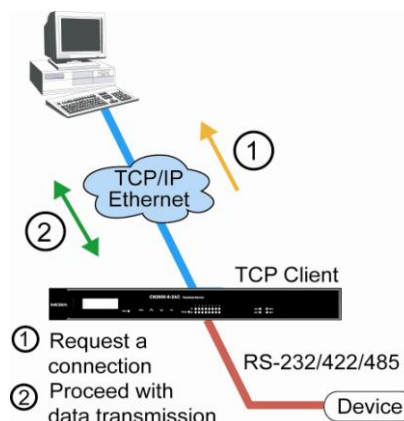 1
TCP/IP
Ethernet
2
TCP Client
MOXA
1 Request a
connection
RS-232/422/485
2 Proceed with
data transmission
Device